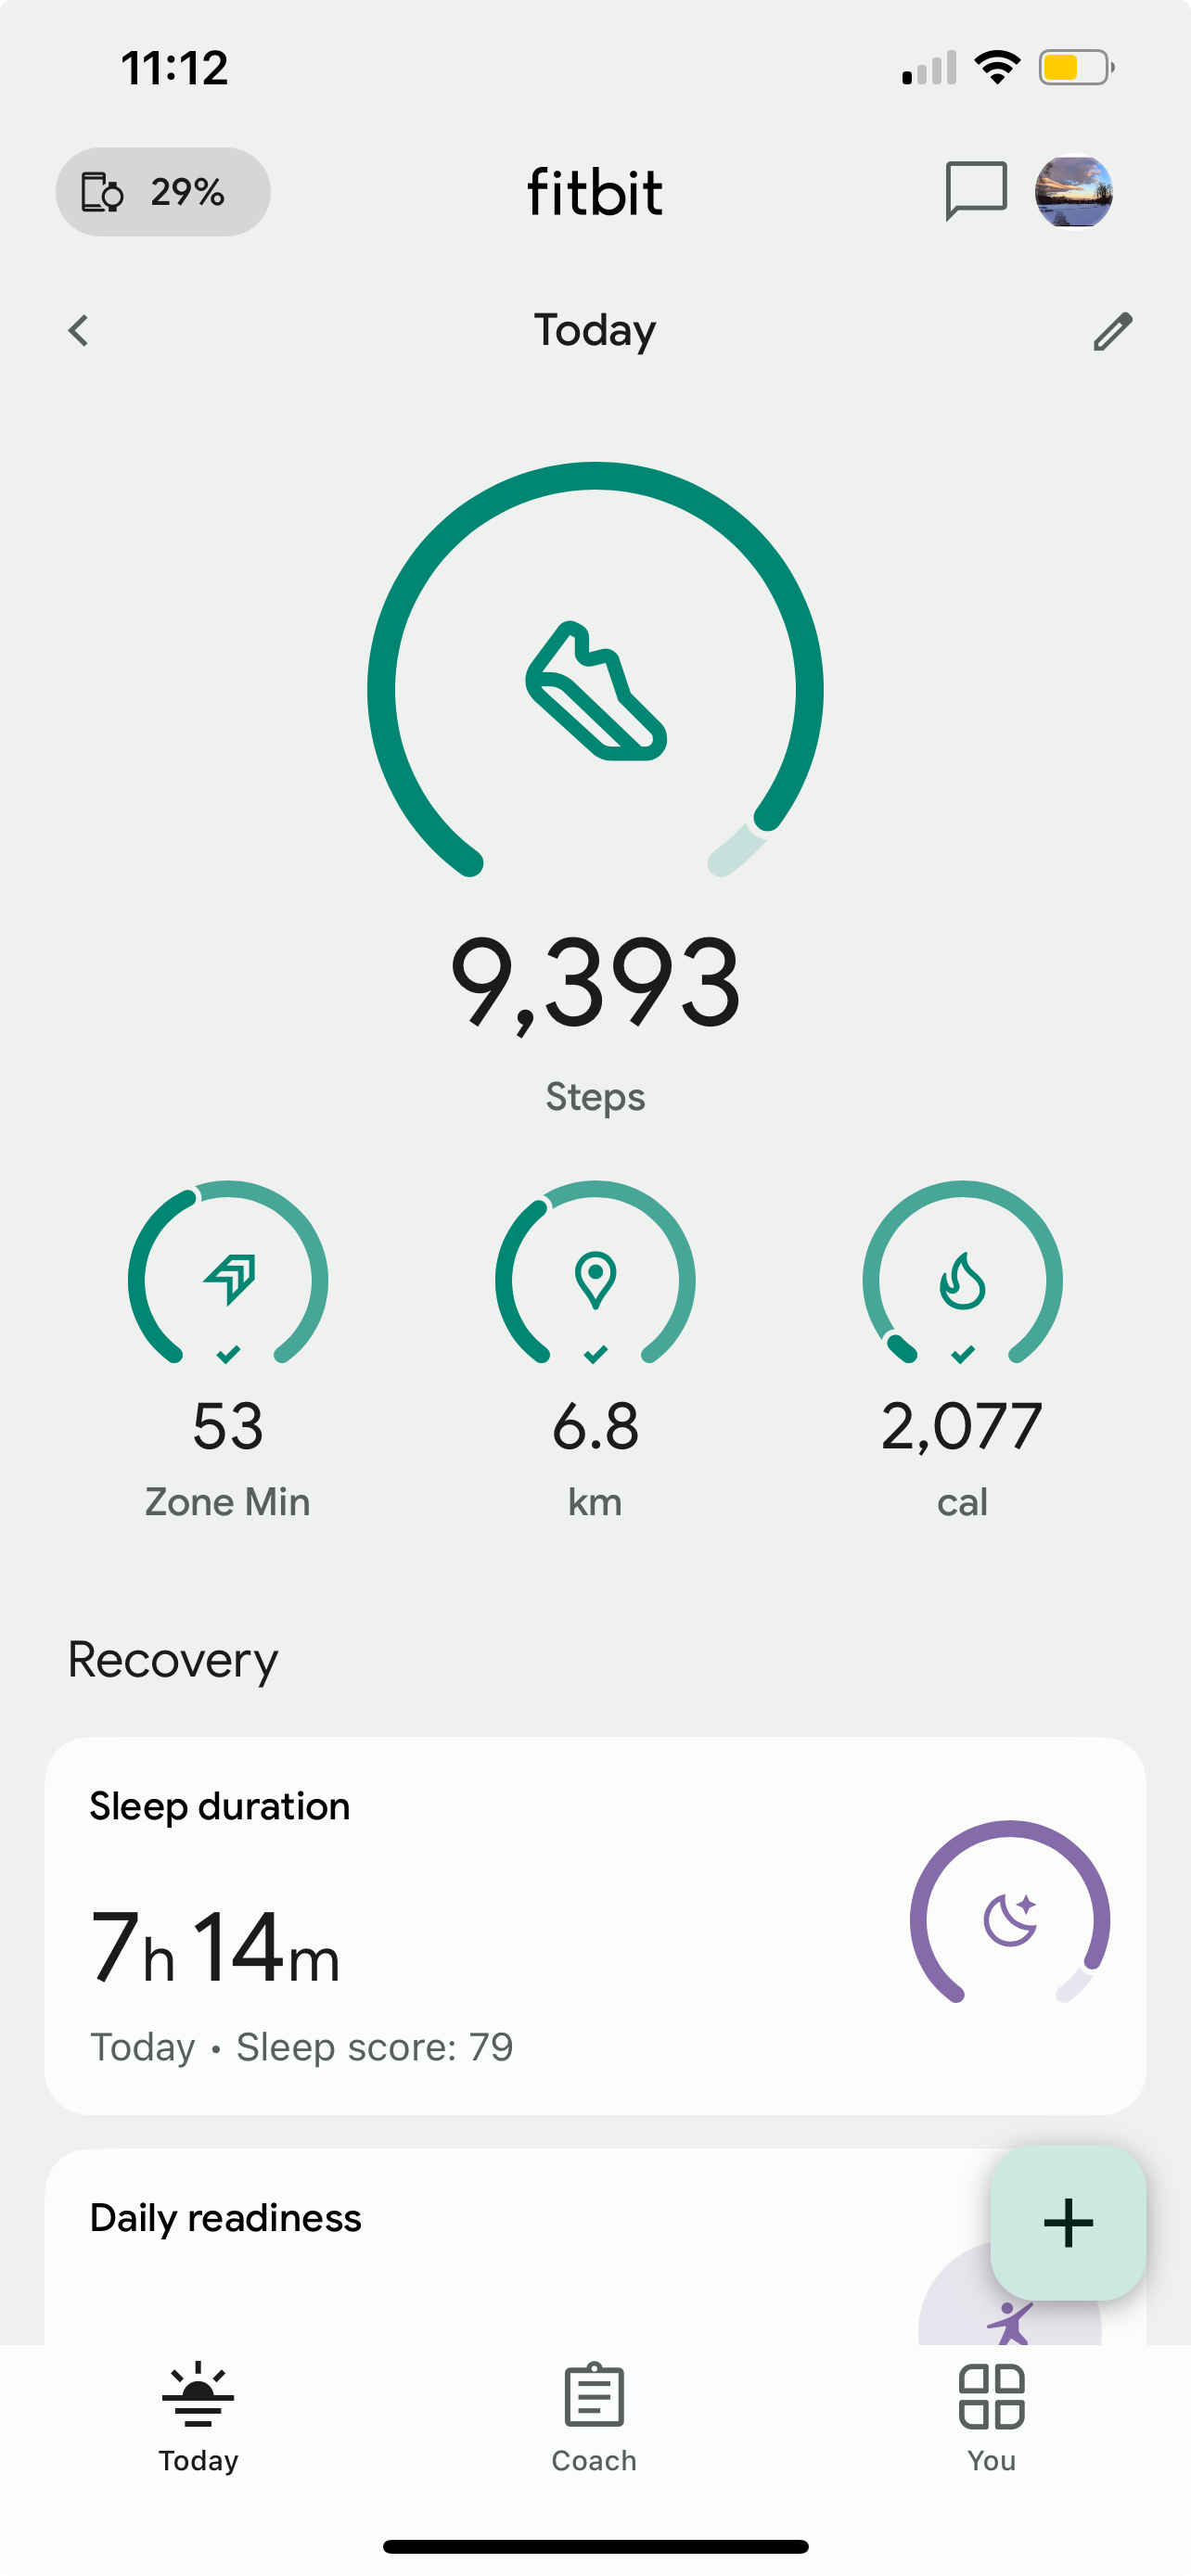 11:12
29%
fitbit
Today
9,393
Steps
53
Zone Min
6.8
km
2,077
cal
Recovery
Sleep duration
7h 14m
Today • Sleep score: 79
Daily readiness
Today
Coach
You